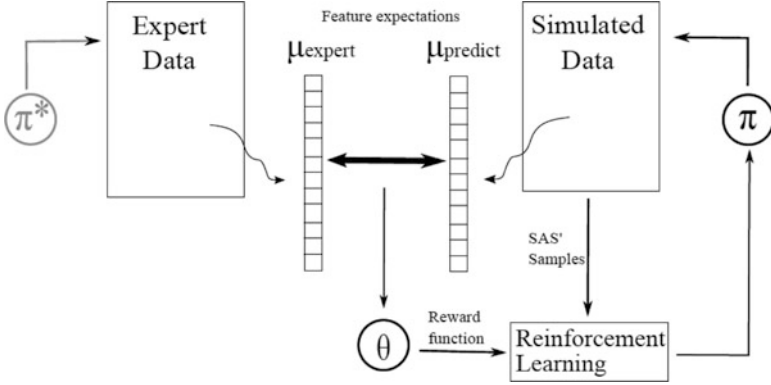 Feature expectations
Expert
Data
μexpert
μpredict
Simulated
Data
π*
π
SAS'
Samples
Reward
function
θ
Reinforcement
Learning